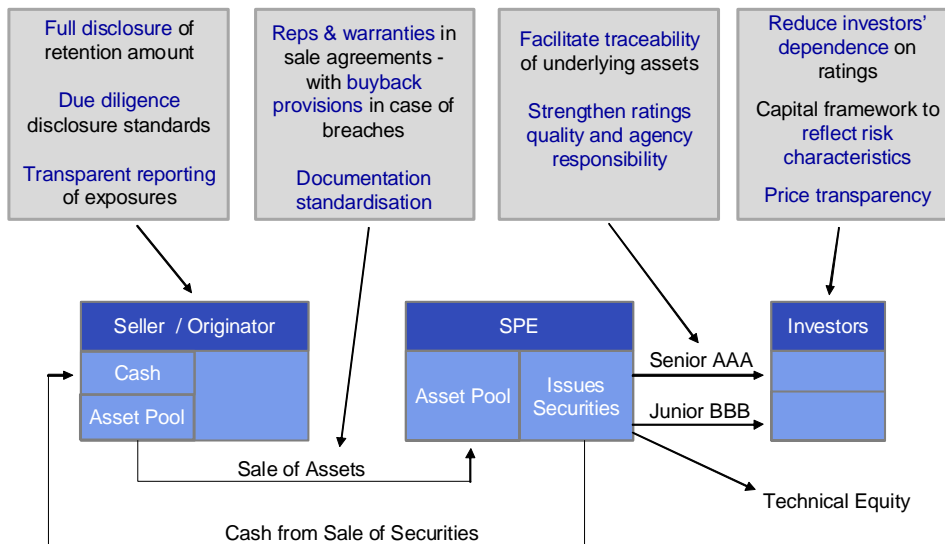 Full disclosure of
retention amount
Due diligence
disclosure standards
Transparent reporting
of exposures
Reps & warranties in
sale agreements -
with buyback
provisions in case of
breaches
Documentation
standardisation
Facilitate traceability
of underlying assets
Strengthen ratings
quality and agency
responsibility
Reduce investors’
dependence on
ratings
Capital framework to
reflect risk
characteristics
Price transparency
Seller / Originator
Cash
Asset Pool
SPE
Asset Pool
Issues
Securities
Senior AAA
Junior BBB
Investors
Technical Equity
Sale of Assets
Cash from Sale of Securities